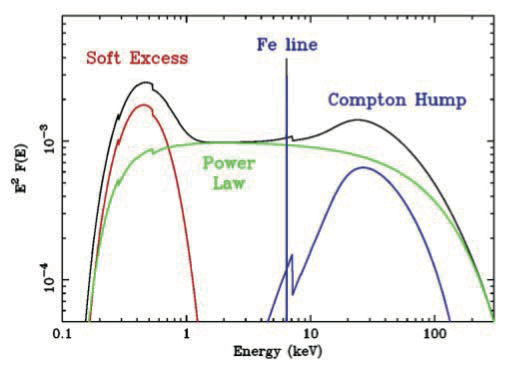 Fe line
Soft Excess
Compton Hump
Power
Law
E² F(E)
10⁻³
10⁻⁴
0.1 1 10 100
Energy (keV)